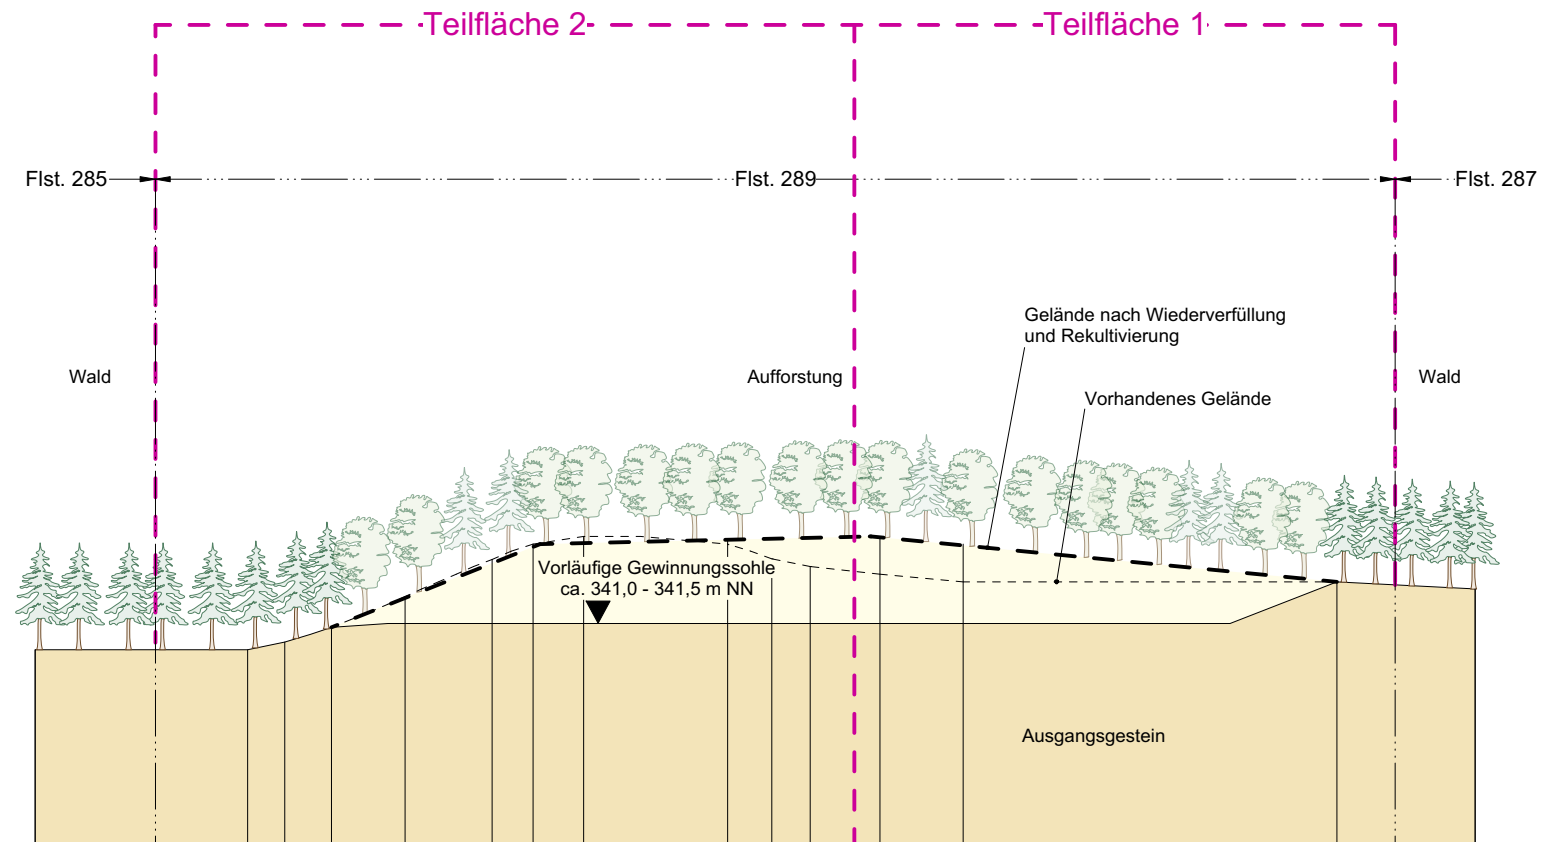 Teilfläche 2
Teilfläche 1
Flst. 285
Flst. 289
Flst. 287
Gelände nach Wiederverfüllung
und Rekultivierung
Wald
Aufforstung
Wald
Vorhandenes Gelände
Vorläufige Gewinnungssohle
ca. 341,0 - 341,5 m NN
Ausgangsgestein